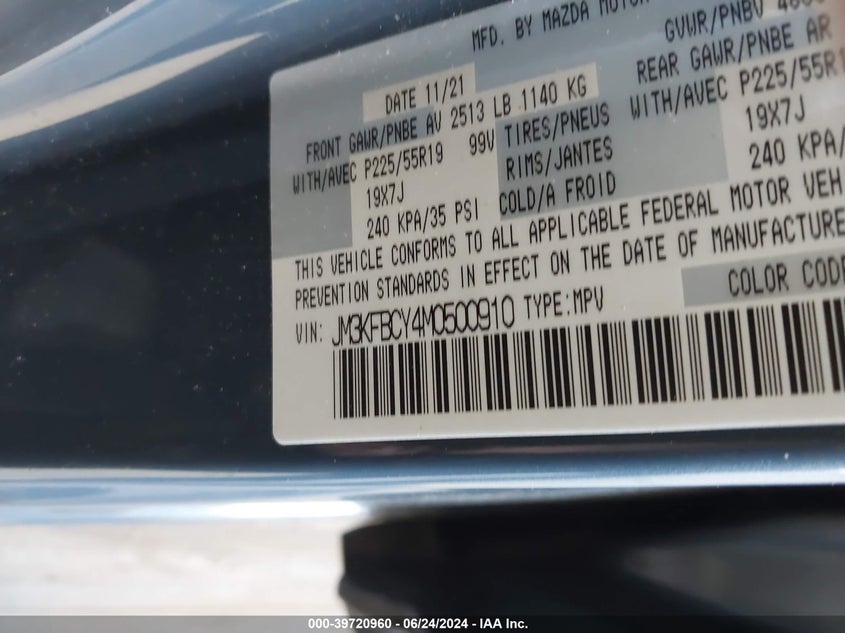 MFD. BY MAZDA MOTOR
DATE 11/21
GVWR/PNBV
FRONT GAWR/PNBE AV 2513 LB 1140 KG
REAR GAWR/PNBE AR
WITH/AVEC P225/55R19 99V TIRES/PNEUS WITH/AVEC P225/55R1
19X7J RIMS/JANTES 19X7J
240 KPA/35 PSI COLD/A FROID 240 KPA/
THIS VEHICLE CONFORMS TO ALL APPLICABLE FEDERAL MOTOR VEH
PREVENTION STANDARDS IN EFFECT ON THE DATE OF MANUFACTURE
COLOR CODE
VIN: JM3KFBCY4M0500910 TYPE:MPV
000-39720960 - 06/24/2024 - IAA Inc.